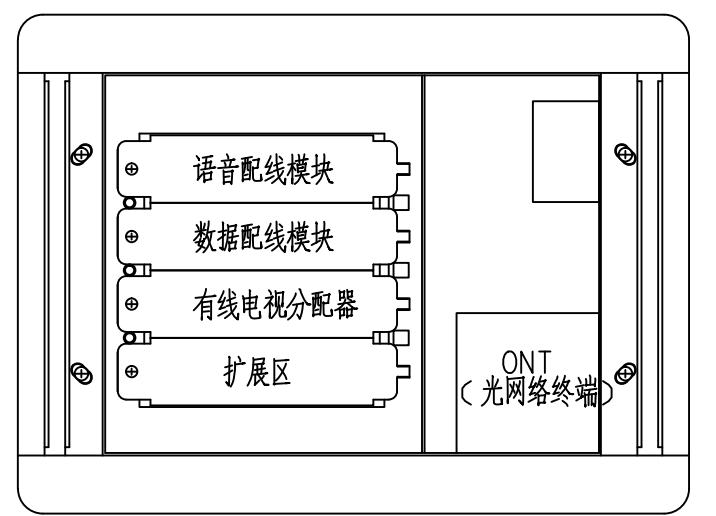 语音配线模块
数据配线模块
有线电视分配器
扩展区
ONT
(光网络终端)